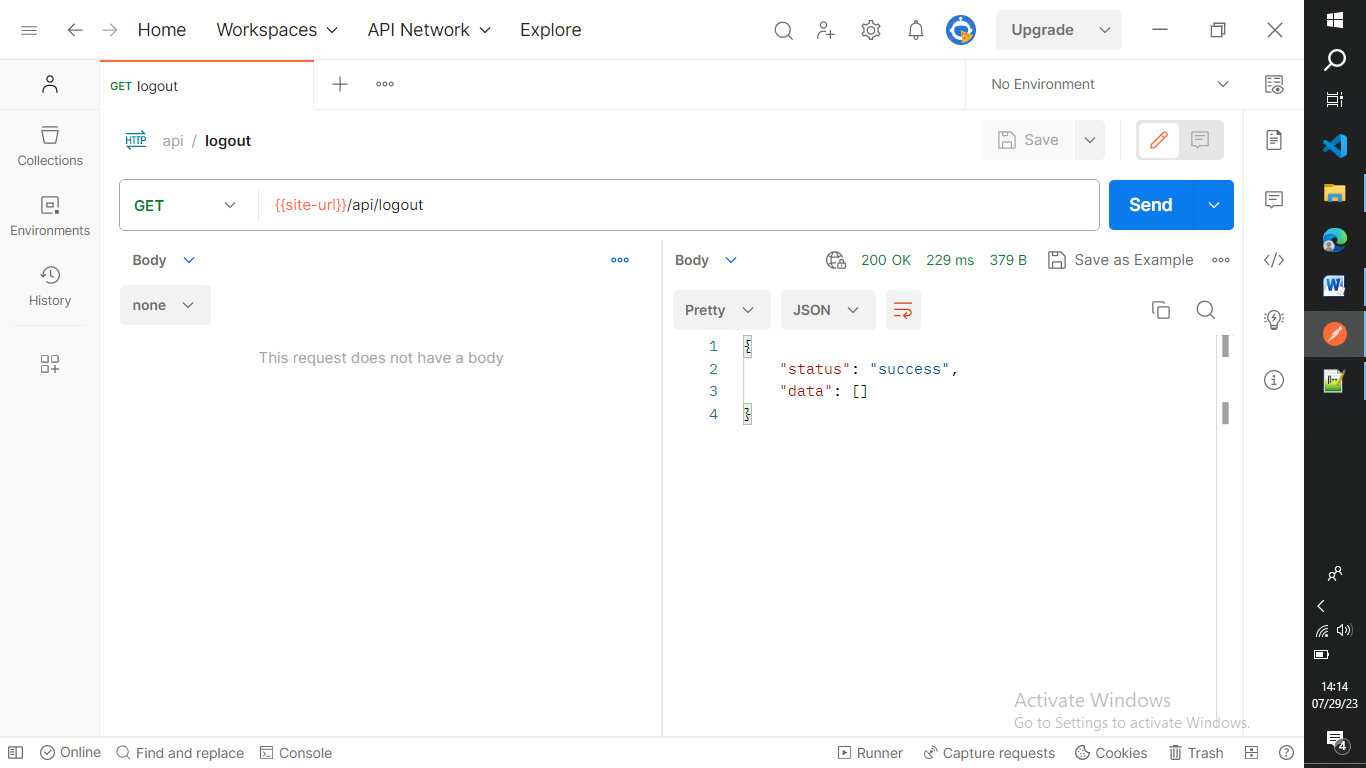 Home Workspaces API Network Explore Upgrade
GET logout No Environment
HTTP api / logout Save
Collections
Environments
History
GET {{site-url}}/api/logout Send
Body Body 200 OK 229 ms 379 B Save as Example
none Pretty JSON
This request does not have a body
1 {
2 "status": "success",
3 "data": []
4 }
Activate Windows
Go to Settings to activate Windows.
Online Find and replace Console Runner Capture requests Cookies Trash
14:14
07/29/23
4